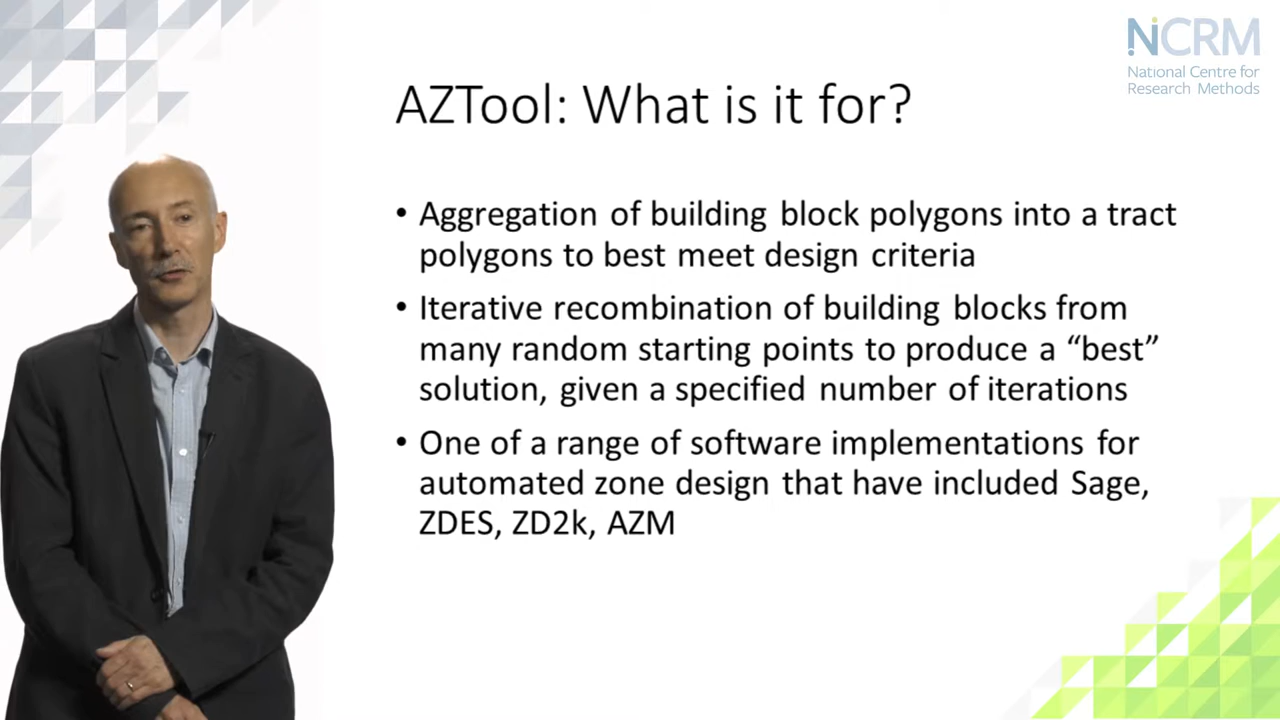 NCRM
National Centre for
Research Methods
AZTool: What is it for?
• Aggregation of building block polygons into a tract
polygons to best meet design criteria
• Iterative recombination of building blocks from
many random starting points to produce a “best”
solution, given a specified number of iterations
• One of a range of software implementations for
automated zone design that have included Sage,
ZDES, ZD2k, AZM